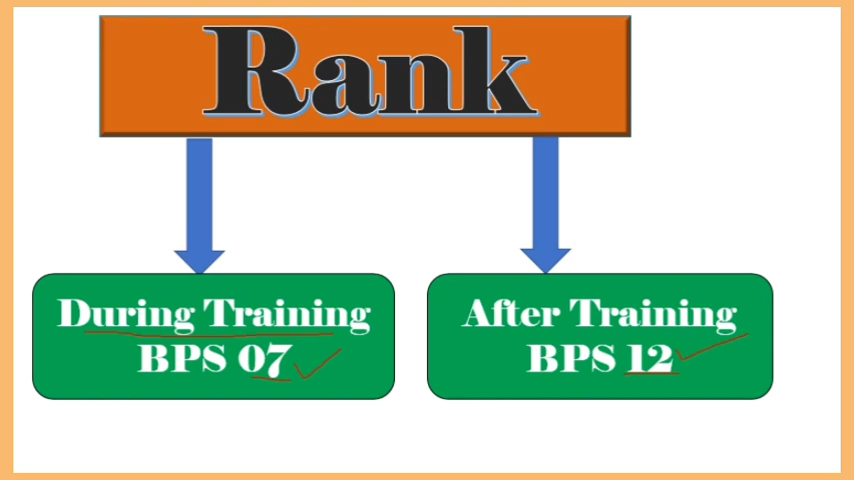 Rank
During Training
BPS 07
After Training
BPS 12